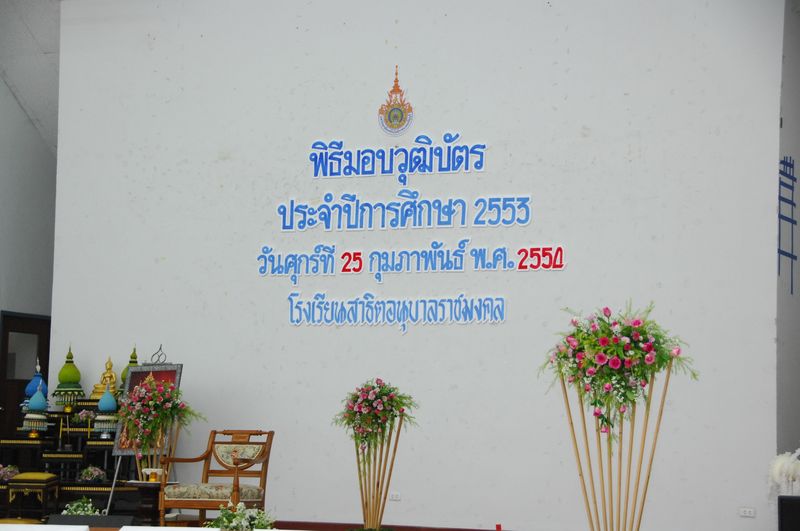 พิธีมอบวุฒิบัตร
ประจำปีการศึกษา 2553
วันศุกร์ที่ 25 กุมภาพันธ์ พ.ศ. 2554
โรงเรียนสาธิตอนุบาลราชมงคล